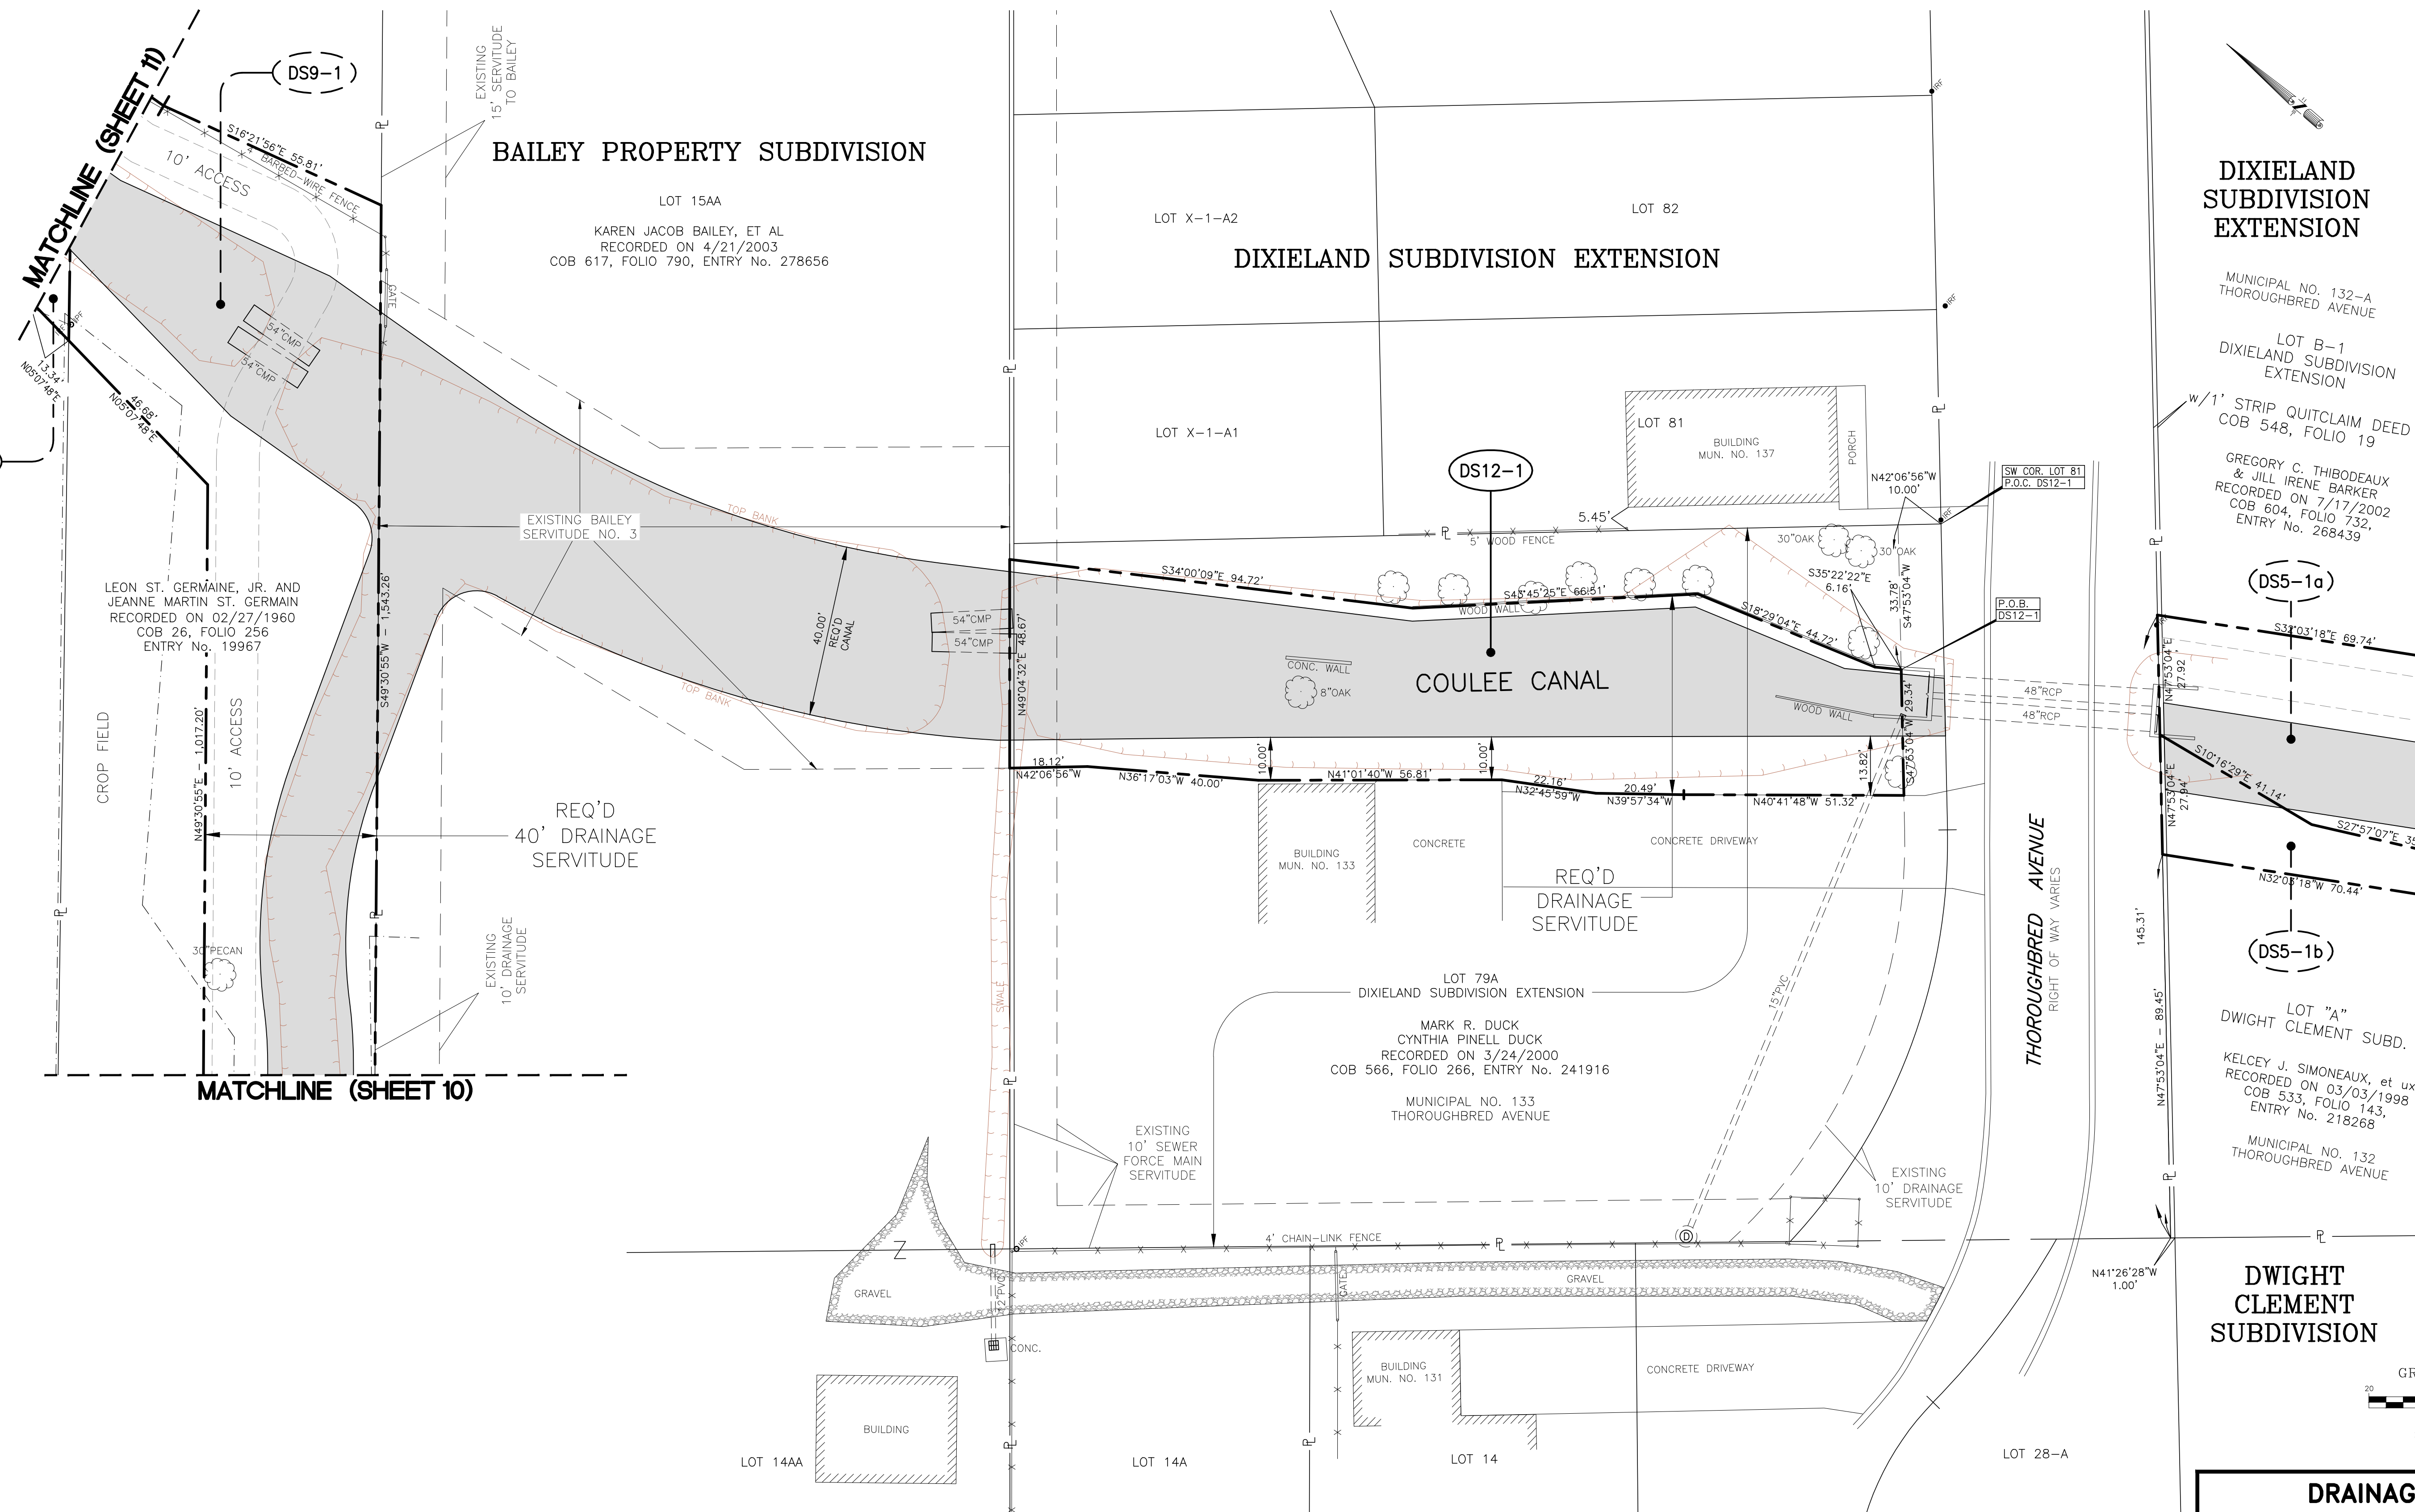 MATCHLINE (SHEET 11)
DS9-1
S16°21'56"E 55.81'
4' BARBED-WIRE FENCE
10' ACCESS
EXISTING
15' SERVITUDE
TO BAILEY
BAILEY PROPERTY SUBDIVISION
LOT 15AA
KAREN JACOB BAILEY, ET AL
RECORDED ON 4/21/2003
COB 617, FOLIO 790, ENTRY No. 278656
GATE
54"CMP
54"CMP
IPF
13.34'
N05°07'48"E
46.68'
N05°07'48"E
EXISTING BAILEY
SERVITUDE NO. 3
TOP BANK
TOP BANK
40.00'
REQ'D
CANAL
LEON ST. GERMAINE, JR. AND
JEANNE MARTIN ST. GERMAIN
RECORDED ON 02/27/1960
COB 26, FOLIO 256
ENTRY No. 19967
S49°30'55"W - 1,543.26'
N49°30'55"E - 1,017.20'
CROP FIELD
10' ACCESS
REQ'D
40' DRAINAGE
SERVITUDE
30"PECAN
EXISTING
10' DRAINAGE
SERVITUDE
MATCHLINE (SHEET 10)
LOT X-1-A2
LOT 82
DIXIELAND SUBDIVISION EXTENSION
LOT X-1-A1
LOT 81
BUILDING
MUN. NO. 137
PORCH
DS12-1
5.45'
5' WOOD FENCE
N42°06'56"W
10.00'
SW COR. LOT 81
P.O.C. DS12-1
IRF
IRF
IRF
30"OAK
30"OAK
S34°00'09"E 94.72'
S43°45'25"E 66.51'
WOOD WALL
S18°29'04"E 44.72'
S35°22'22"E
6.16'
33.78'
S47°53'04"W
P.O.B.
DS12-1
54"CMP
54"CMP
N49°04'32"E 48.67'
CONC. WALL
8"OAK
COULEE CANAL
WOOD WALL
S47°53'04"W 29.34'
48"RCP
48"RCP
18.12'
N42°06'56"W
N36°17'03"W 40.00'
10.00'
N41°01'40"W 56.81'
10.00'
22.16'
N32°45'59"W
20.49'
N39°57'34"W
N40°41'48"W 51.32'
13.82'
BUILDING
MUN. NO. 133
CONCRETE
CONCRETE DRIVEWAY
REQ'D
DRAINAGE
SERVITUDE
LOT 79A
DIXIELAND SUBDIVISION EXTENSION
MARK R. DUCK
CYNTHIA PINELL DUCK
RECORDED ON 3/24/2000
COB 566, FOLIO 266, ENTRY No. 241916
MUNICIPAL NO. 133
THOROUGHBRED AVENUE
SWALE
15"PVC
EXISTING
10' SEWER
FORCE MAIN
SERVITUDE
EXISTING
10' DRAINAGE
SERVITUDE
THOROUGHBRED AVENUE
RIGHT OF WAY VARIES
IPF
4' CHAIN-LINK FENCE
D
Z
GRAVEL
GRAVEL
GATE
12"PVC
CONC.
BUILDING
BUILDING
MUN. NO. 131
CONCRETE DRIVEWAY
LOT 14AA
LOT 14A
LOT 14
LOT 28-A
DIXIELAND
SUBDIVISION
EXTENSION
MUNICIPAL NO. 132-A
THOROUGHBRED AVENUE
LOT B-1
DIXIELAND SUBDIVISION
EXTENSION
w/1' STRIP QUITCLAIM DEED
COB 548, FOLIO 19
GREGORY C. THIBODEAUX
& JILL IRENE BARKER
RECORDED ON 7/17/2002
COB 604, FOLIO 732,
ENTRY No. 268439
DS5-1a
S32°03'18"E 69.74'
N47°53'04"E
27.92'
S10°16'29"E 41.14'
N47°53'04"E
27.94'
S27°57'07"E 35
N32°03'18"W 70.44'
DS5-1b
145.31'
N47°53'04"E - 89.45'
LOT "A"
DWIGHT CLEMENT SUBD.
KELCEY J. SIMONEAUX, et ux
RECORDED ON 03/03/1998
COB 533, FOLIO 143,
ENTRY No. 218268
MUNICIPAL NO. 132
THOROUGHBRED AVENUE
N41°26'28"W
1.00'
DWIGHT
CLEMENT
SUBDIVISION
GR
20
DRAINAG